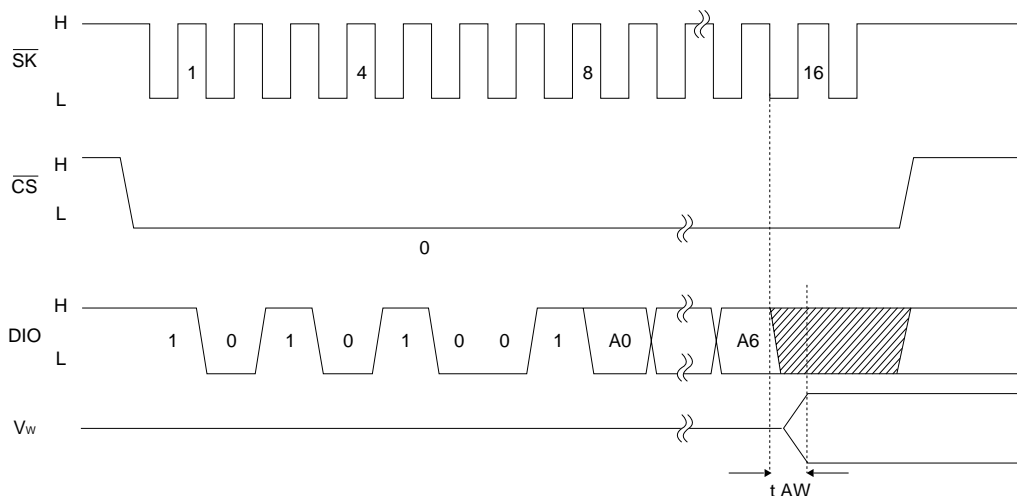 H
SK
L
1 4 8 16
H
CS
L
0
H
DIO
L
1 0 1 0 1 0 0 1 A0 A6
Vw
t AW